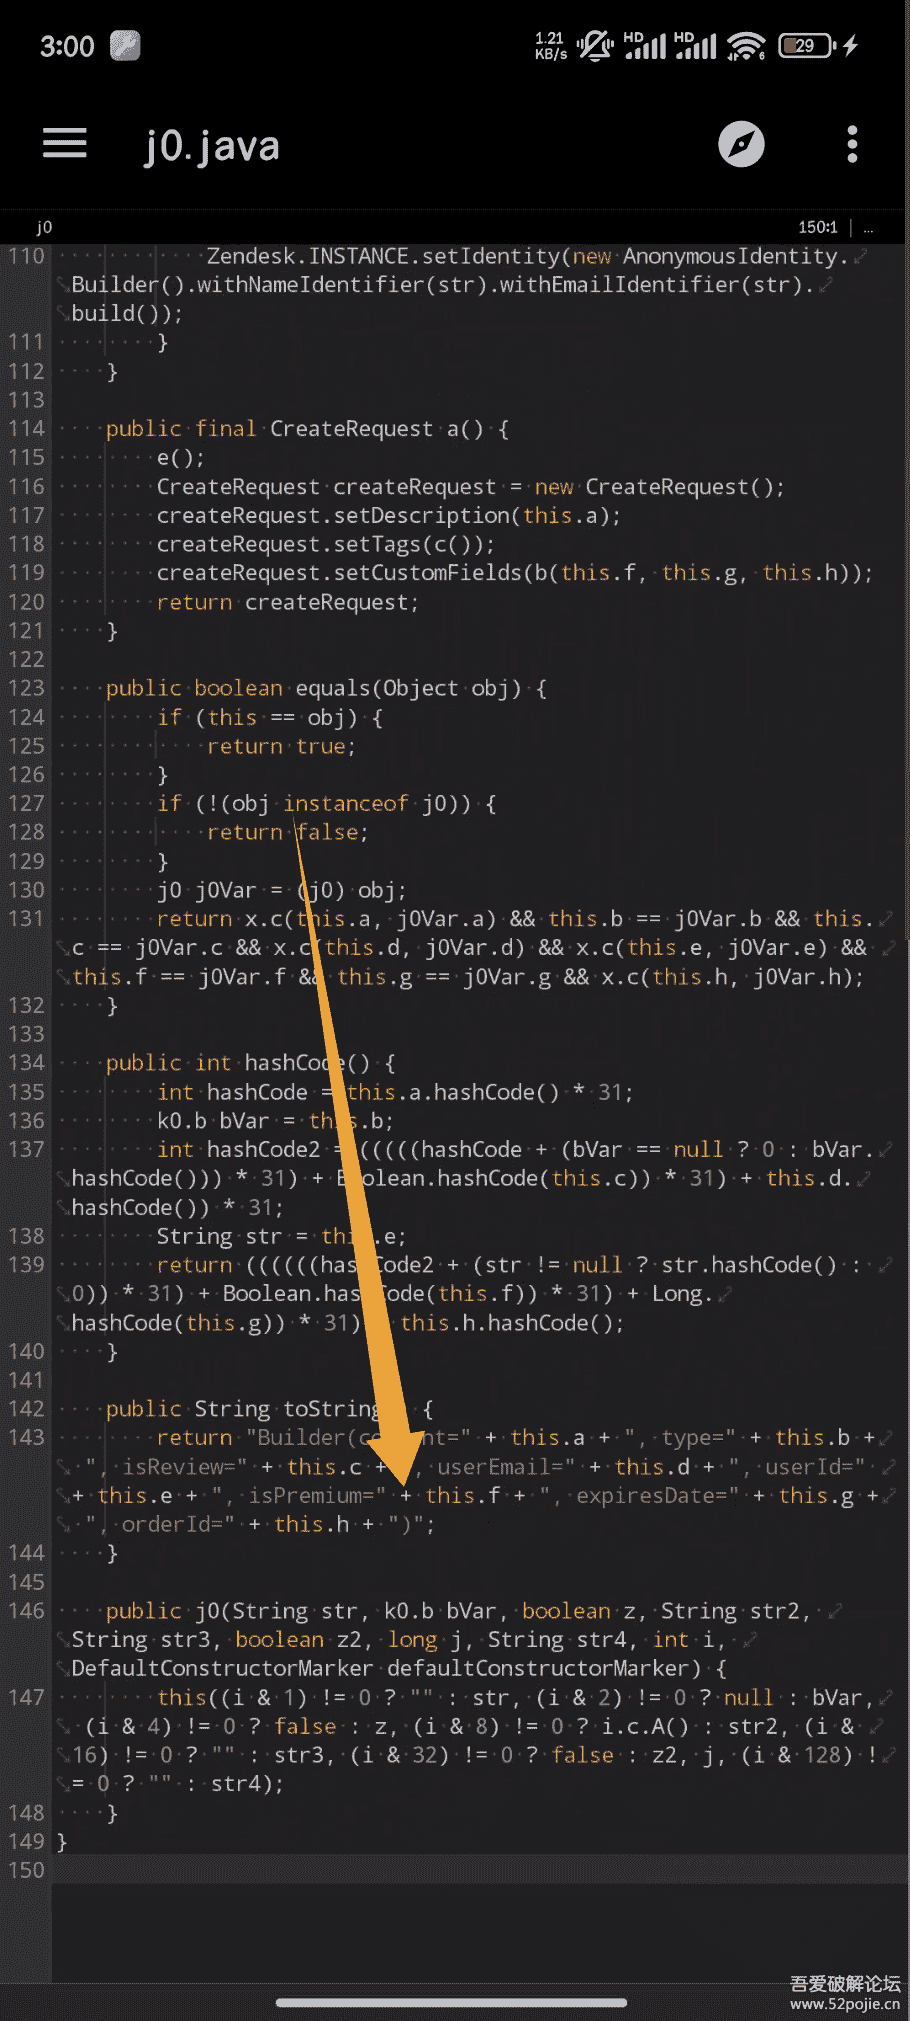 3:00
1.21 KB/s HD HD 6 29
j0.java
j0 150:1 | ...
110 Zendesk.INSTANCE.setIdentity(new AnonymousIdentity.
Builder().withNameIdentifier(str).withEmailIdentifier(str).
build());
111 }
112 }
113
114 public final CreateRequest a() {
115 e();
116 CreateRequest createRequest = new CreateRequest();
117 createRequest.setDescription(this.a);
118 createRequest.setTags(c());
119 createRequest.setCustomFields(b(this.f, this.g, this.h));
120 return createRequest;
121 }
122
123 public boolean equals(Object obj) {
124 if (this == obj) {
125 return true;
126 }
127 if (!(obj instanceof j0)) {
128 return false;
129 }
130 j0 j0Var = (j0) obj;
131 return x.c(this.a, j0Var.a) && this.b == j0Var.b && this.
c == j0Var.c && x.c(this.d, j0Var.d) && x.c(this.e, j0Var.e) &&
this.f == j0Var.f && this.g == j0Var.g && x.c(this.h, j0Var.h);
132 }
133
134 public int hashCode() {
135 int hashCode = this.a.hashCode() * 31;
136 k0.b bVar = this.b;
137 int hashCode2 = (((((hashCode + (bVar == null ? 0 : bVar.
hashCode())) * 31) + Boolean.hashCode(this.c)) * 31) + this.d.
hashCode()) * 31;
138 String str = this.e;
139 return ((((((hashCode2 + (str != null ? str.hashCode() :
0)) * 31) + Boolean.hashCode(this.f)) * 31) + Long.
hashCode(this.g)) * 31) this.h.hashCode();
140 }
141
142 public String toString {
143 return "Builder( =" + this.a + ", type=" + this.b +
", isReview=" + this.c + , userEmail=" + this.d + ", userId="
+ this.e + ", isPremium=" + this.f + ", expiresDate=" + this.g +
", orderId=" + this.h + ")";
144 }
145
146 public j0(String str, k0.b bVar, boolean z, String str2,
String str3, boolean z2, long j, String str4, int i,
DefaultConstructorMarker defaultConstructorMarker) {
147 this((i & 1) != 0 ? "" : str, (i & 2) != 0 ? null : bVar,
(i & 4) != 0 ? false : z, (i & 8) != 0 ? i.c.A() : str2, (i &
16) != 0 ? "" : str3, (i & 32) != 0 ? false : z2, j, (i & 128) !
= 0 ? "" : str4);
148 }
149 }
150
吾爱破解论坛
www.52pojie.cn